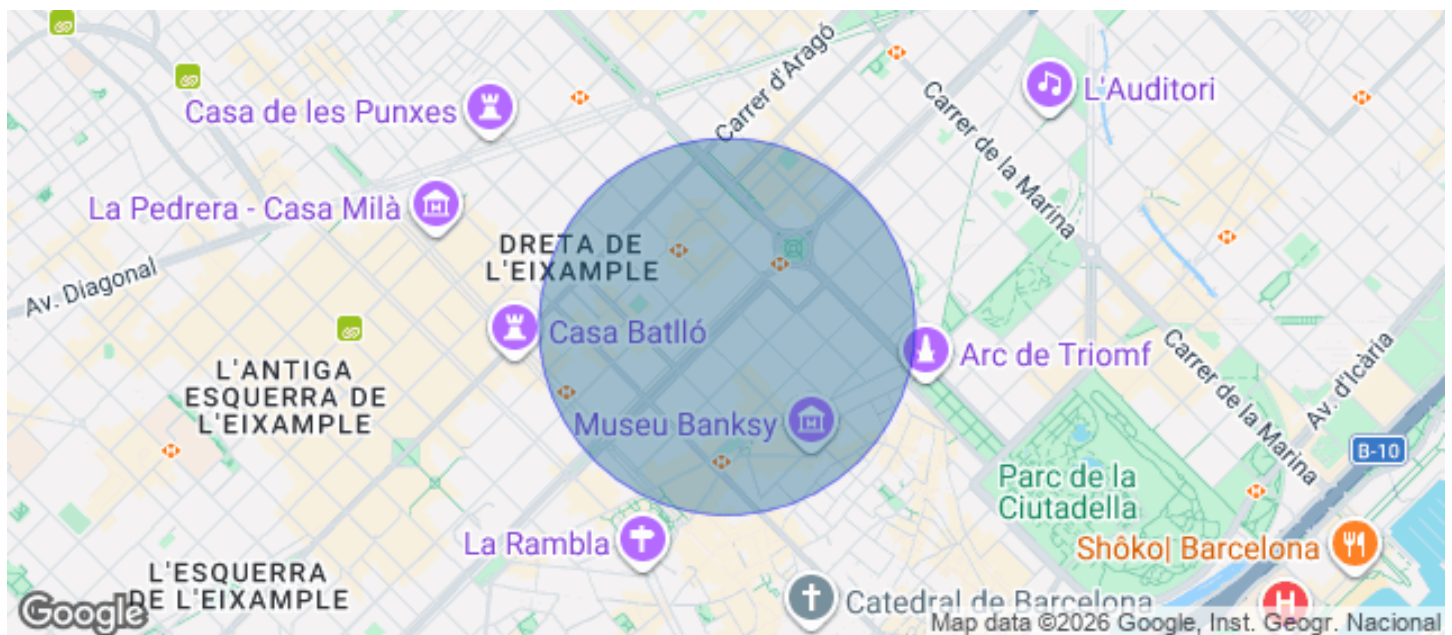 Carrer d'Aragó
L'Auditori
Casa de les Punxes
Carrer de la Marina
La Pedrera - Casa Milà
DRETA DE
L'EIXAMPLE
Av. Diagonal
Casa Batlló
Arc de Triomf
Carrer de la Marina
Av. d'Icària
L'ANTIGA
ESQUERRA DE
L'EIXAMPLE
Museu Banksy
B-10
Parc de la
Ciutadella
La Rambla
Shôko| Barcelona
L'ESQUERRA
DE L'EIXAMPLE
Catedral de Barcelona
H
Google
Map data ©2026 Google, Inst. Geogr. Nacional